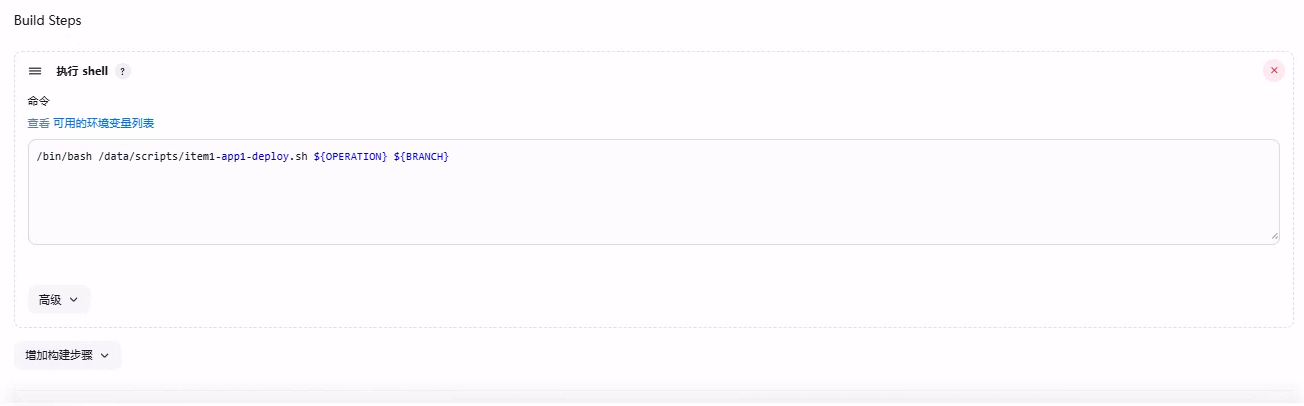 Build Steps
执行 shell ?
命令
查看 可用的环境变量列表
/bin/bash /data/scripts/item1-app1-deploy.sh ${OPERATION} ${BRANCH}
高级
增加构建步骤